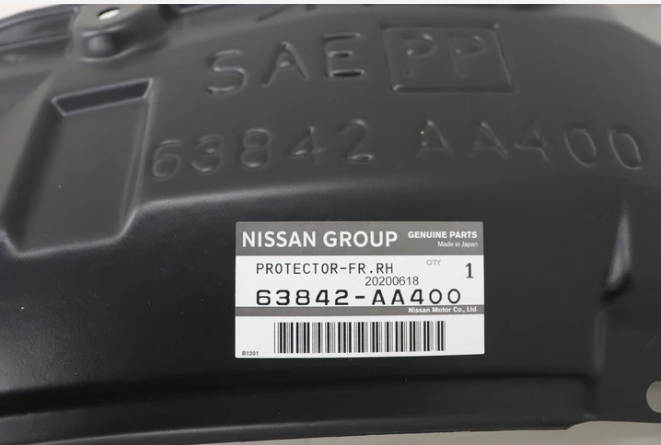 SAE PP
63842 AA400
NISSAN GROUP GENUINE PARTS
Made in Japan
PROTECTOR-FR.RH QTY 1
20200618
63842-AA400
Nissan Motor Co., Ltd.
B1201